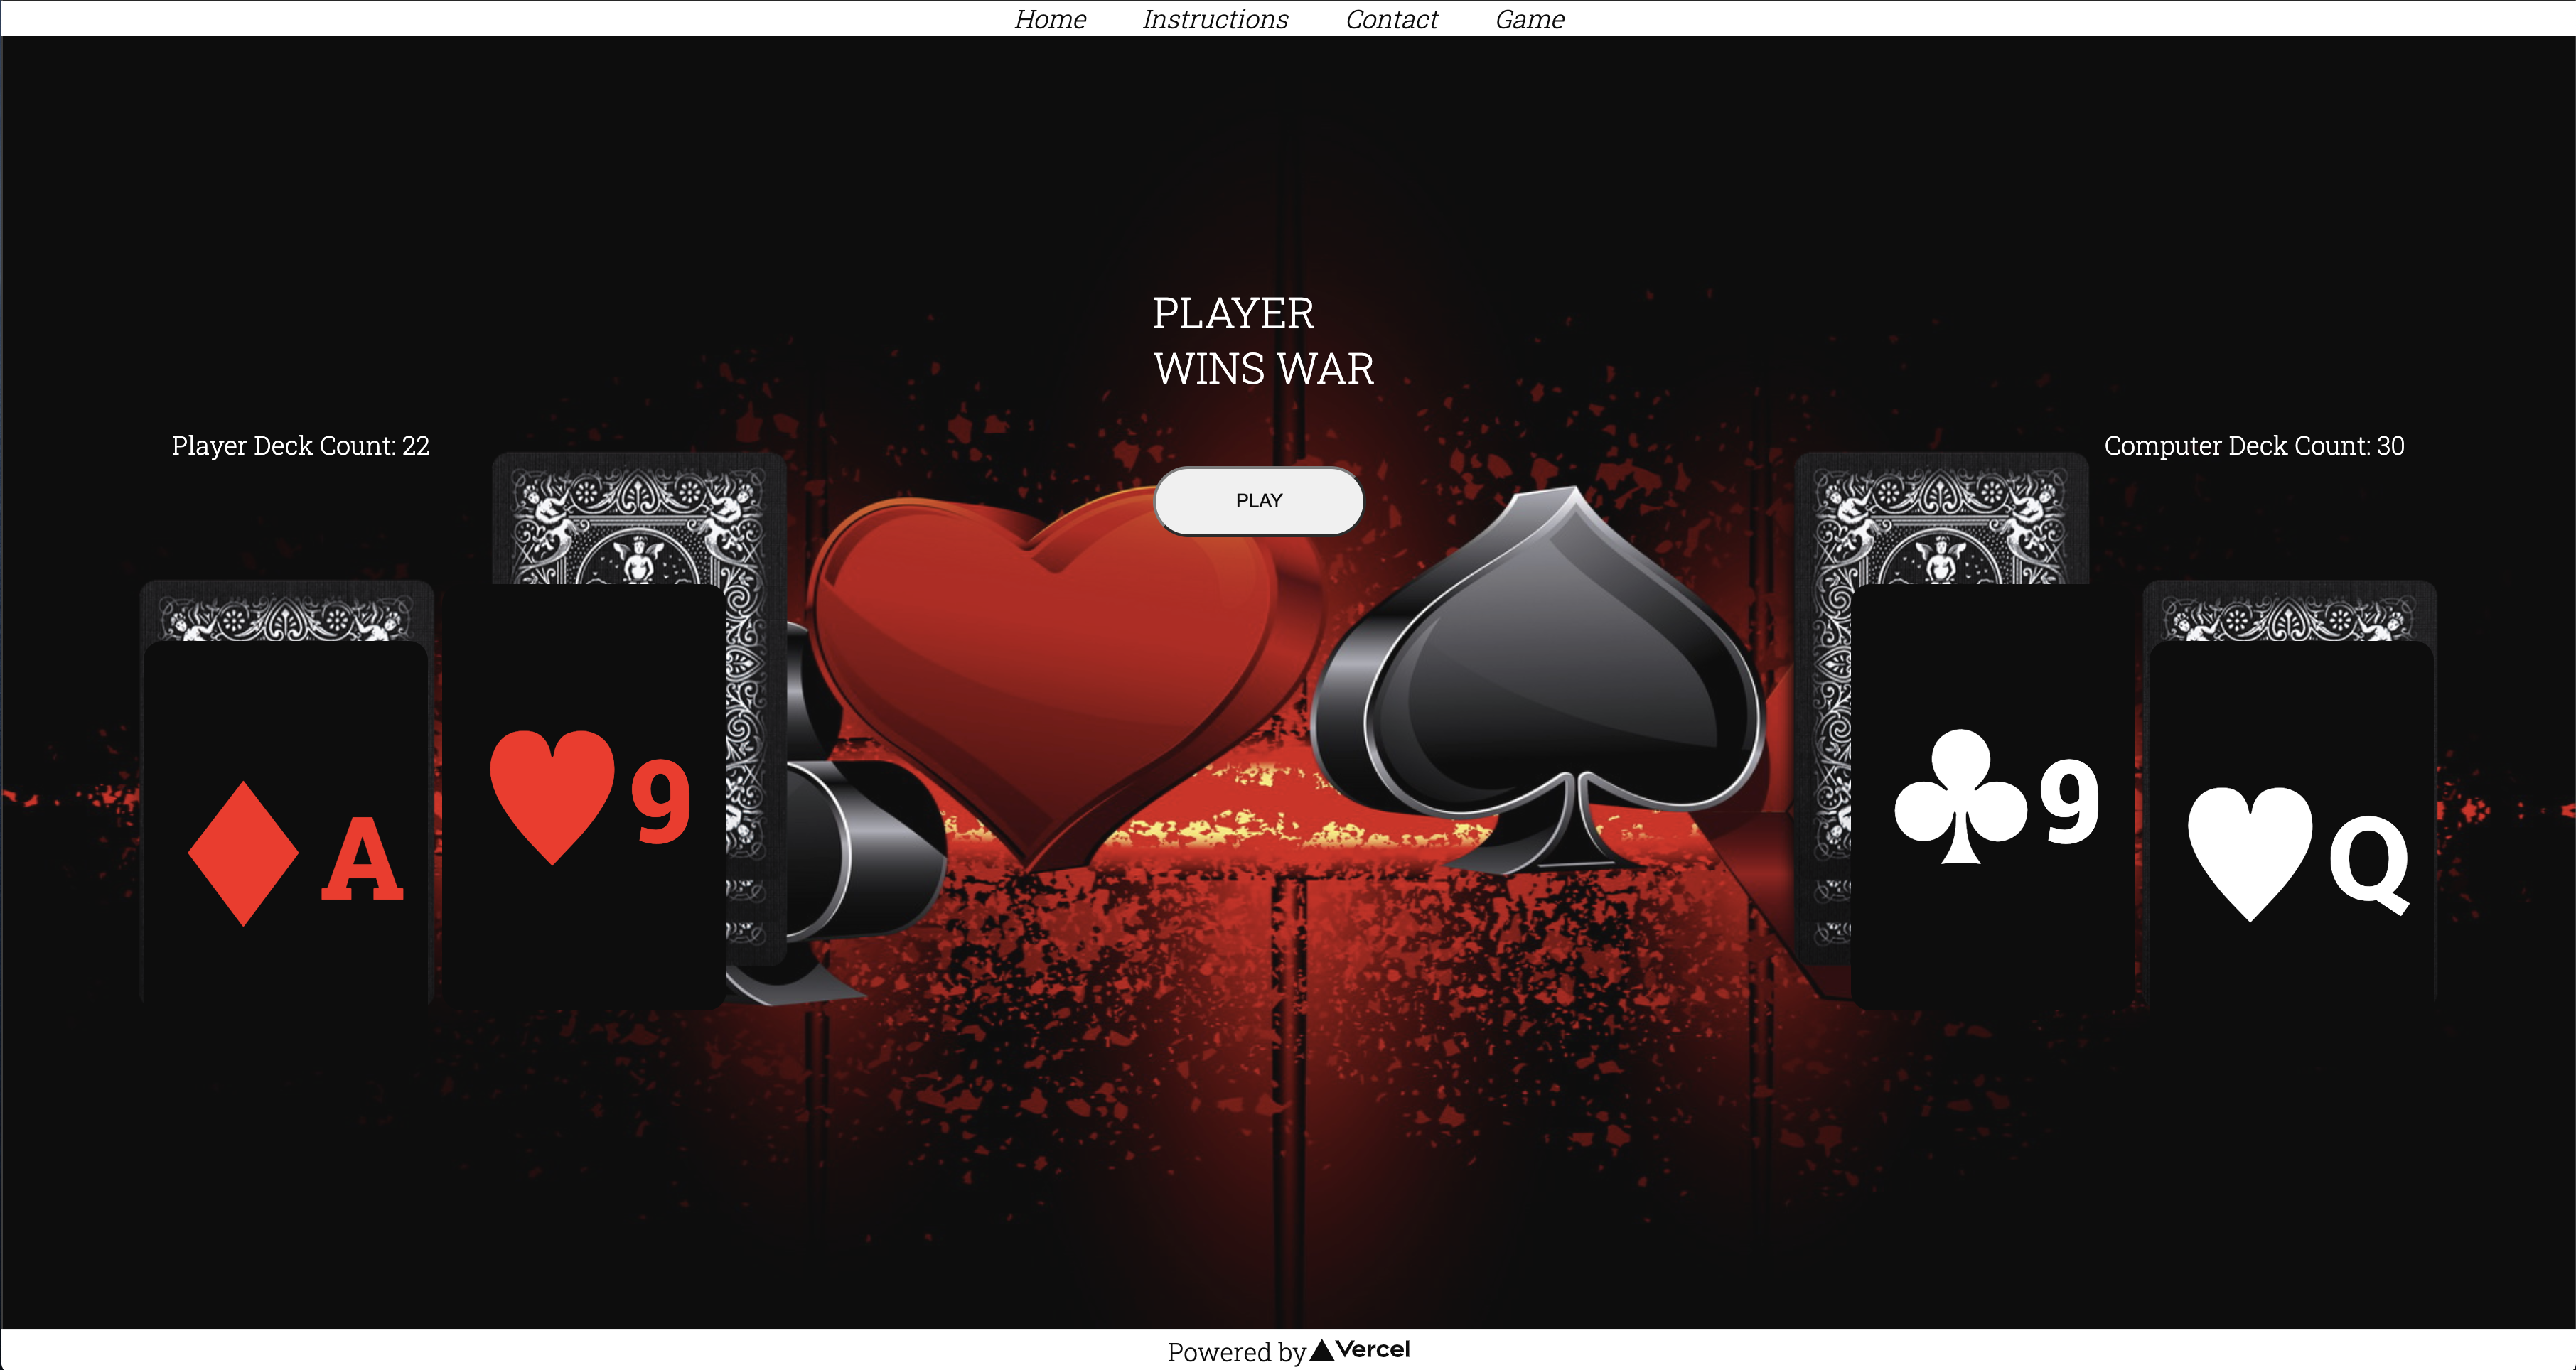 Home Instructions Contact Game
PLAYER
WINS WAR
Player Deck Count: 22
Computer Deck Count: 30
PLAY
A
9
9
Q
Powered by Vercel